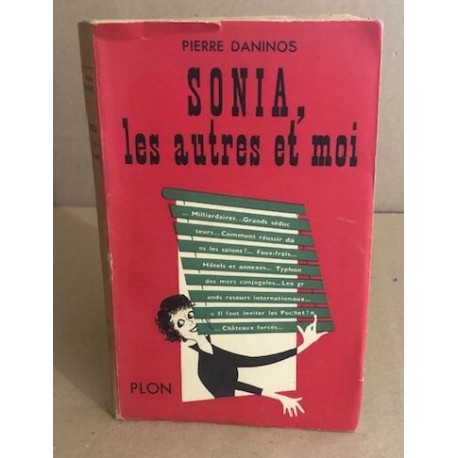 PIERRE DANINOS
SONIA,
les autres et moi
... Milliardaires... Grands séduc
teurs... Comment réussir da
ns les salons?... Faux-frais...
Hôtels et annexes... Typhon
des mers conjugales... Les gr
ands raseurs internationaux...
« Il faut inviter les Pochet! »
... Châteaux forcés...
PLON